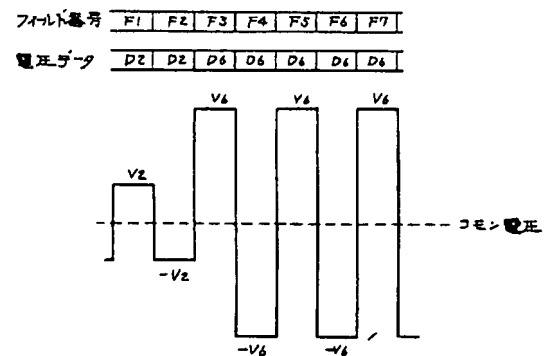 フィールド番号 F1 F2 F3 F4 F5 F6 F7
電圧データ D2 D2 D6 D6 D6 D6 D6
V6 V6 V6
V2
コモン電圧
-V2
-V6 -V6